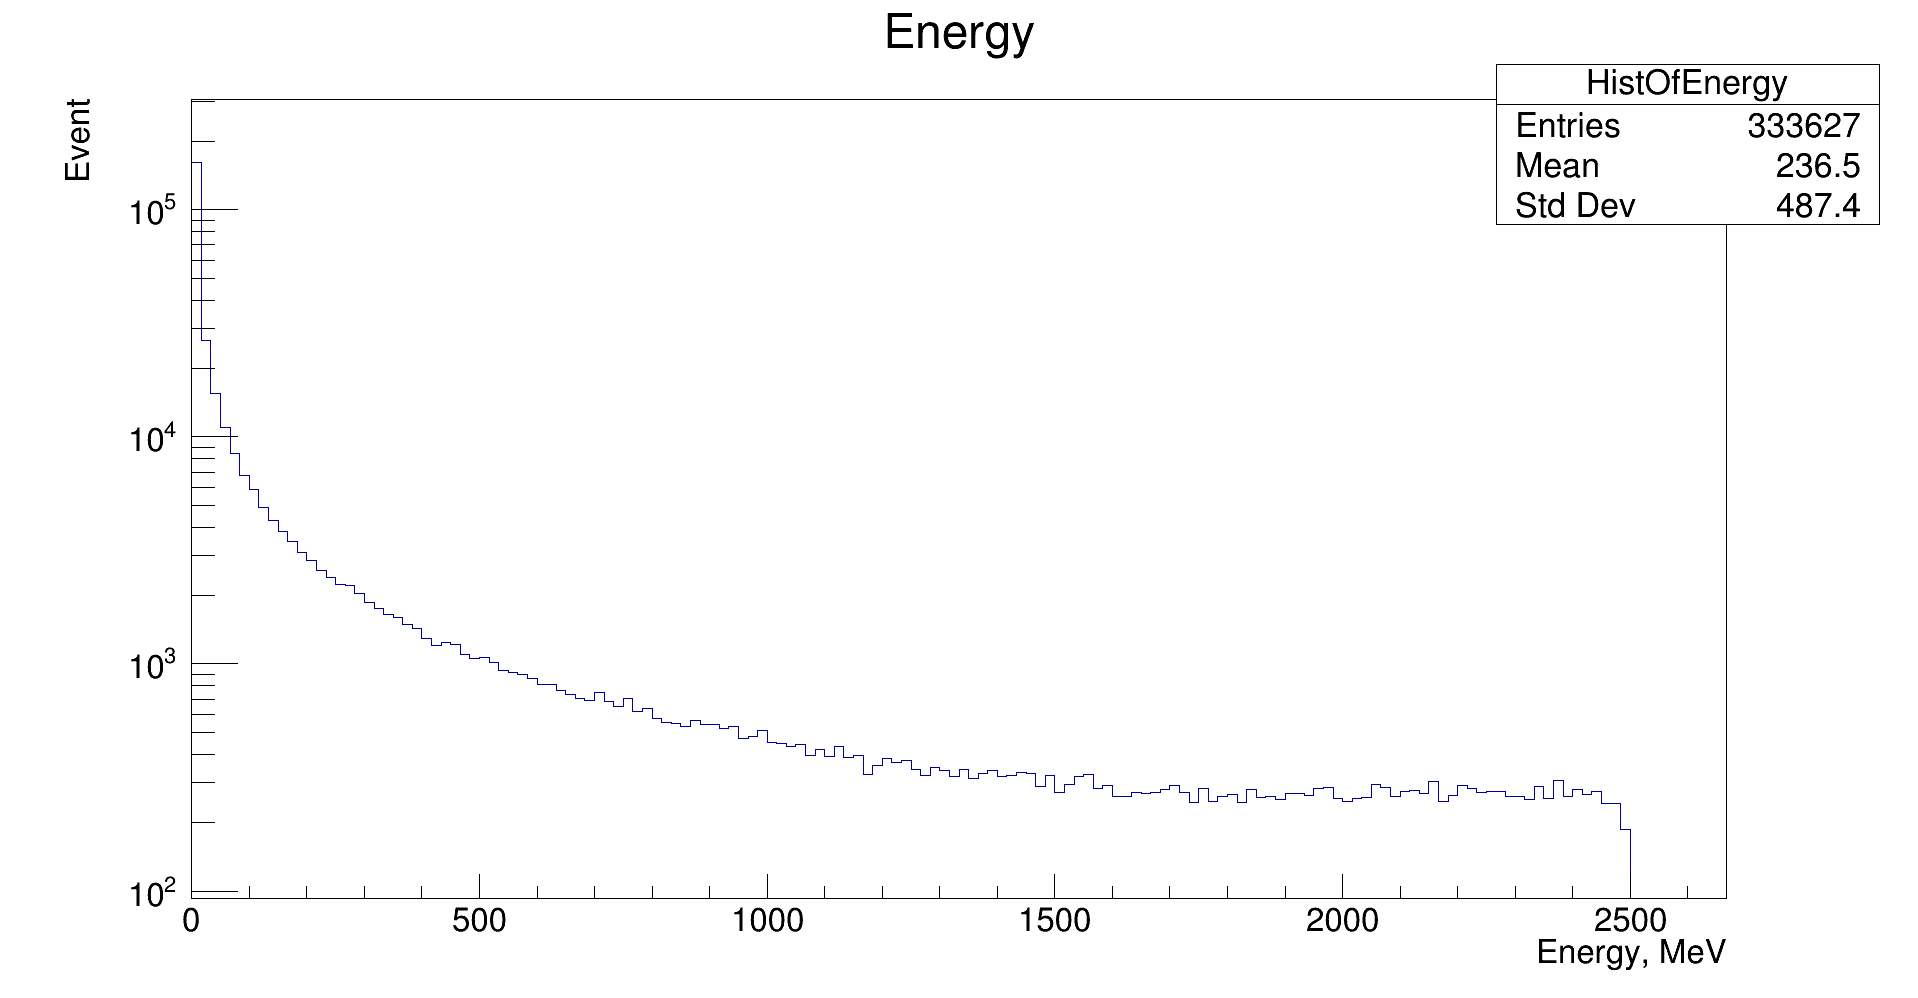 Energy
HistOfEnergy
Entries 333627
Mean 236.5
Std Dev 487.4
Event
10^5
10^4
10^3
10^2
0 500 1000 1500 2000 2500
Energy, MeV